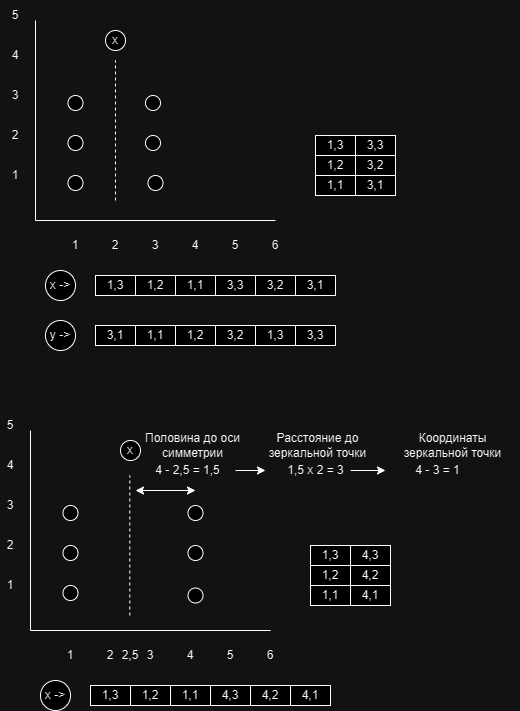 5
x
4
3
2
1
1,3 3,3
1,2 3,2
1,1 3,1
1 2 3 4 5 6
x -> 1,3 1,2 1,1 3,3 3,2 3,1
y -> 3,1 1,1 1,2 3,2 1,3 3,3
5
x
Половина до оси
симметрии
4 - 2,5 = 1,5
Расстояние до
зеркальной точки
1,5 x 2 = 3
Координаты
зеркальной точки
4 - 3 = 1
4
3
2
1
1,3 4,3
1,2 4,2
1,1 4,1
1 2 2,5 3 4 5 6
x -> 1,3 1,2 1,1 4,3 4,2 4,1